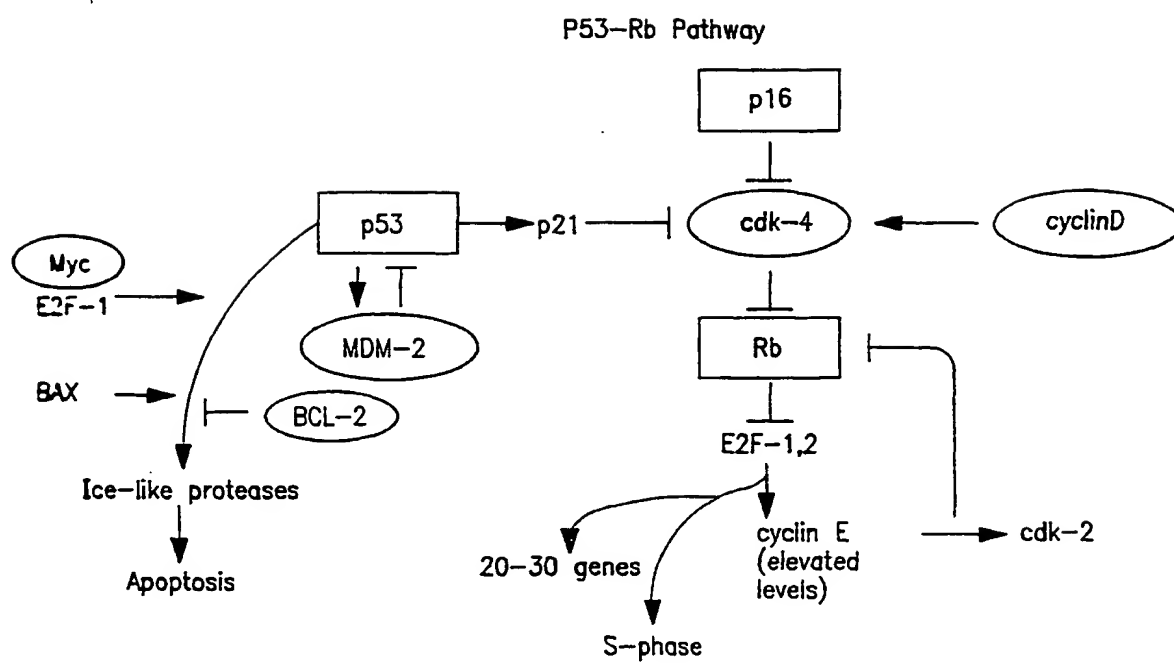 P53-Rb Pathway
p16
p53
p21
cdk-4
cyclinD
Myc
E2F-1
MDM-2
Rb
BAX
BCL-2
E2F-1,2
Ice-like proteases
cyclin E
(elevated
levels)
cdk-2
20-30 genes
Apoptosis
S-phase